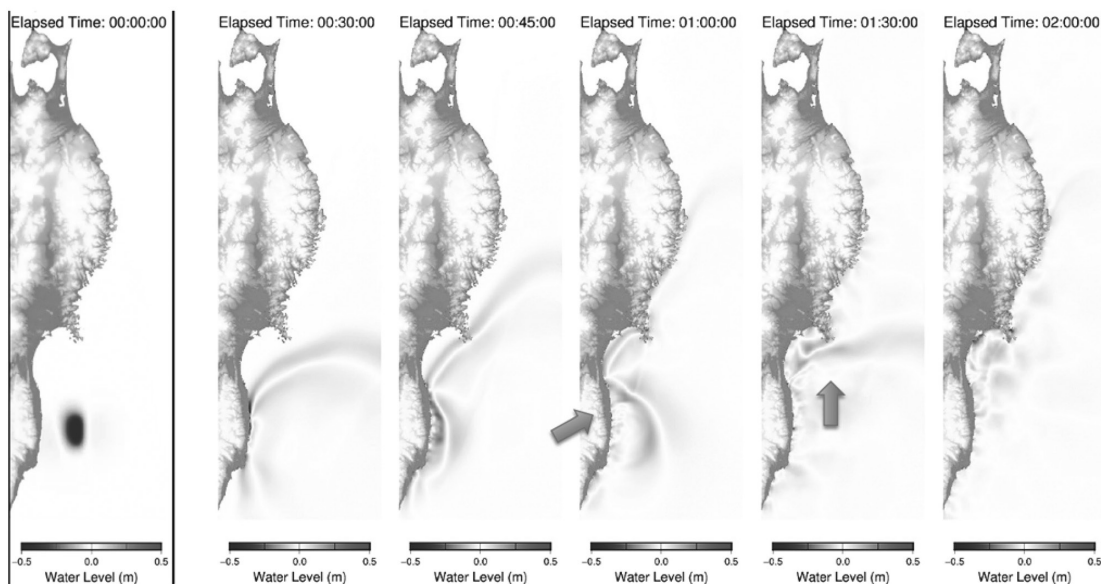 Elapsed Time: 00:00:00
Elapsed Time: 00:30:00
Elapsed Time: 00:45:00
Elapsed Time: 01:00:00
Elapsed Time: 01:30:00
Elapsed Time: 02:00:00
−0.5 0.0 0.5
−0.5 0.0 0.5
−0.5 0.0 0.5
−0.5 0.0 0.5
−0.5 0.0 0.5
−0.5 0.0 0.5
Water Level (m)
Water Level (m)
Water Level (m)
Water Level (m)
Water Level (m)
Water Level (m)